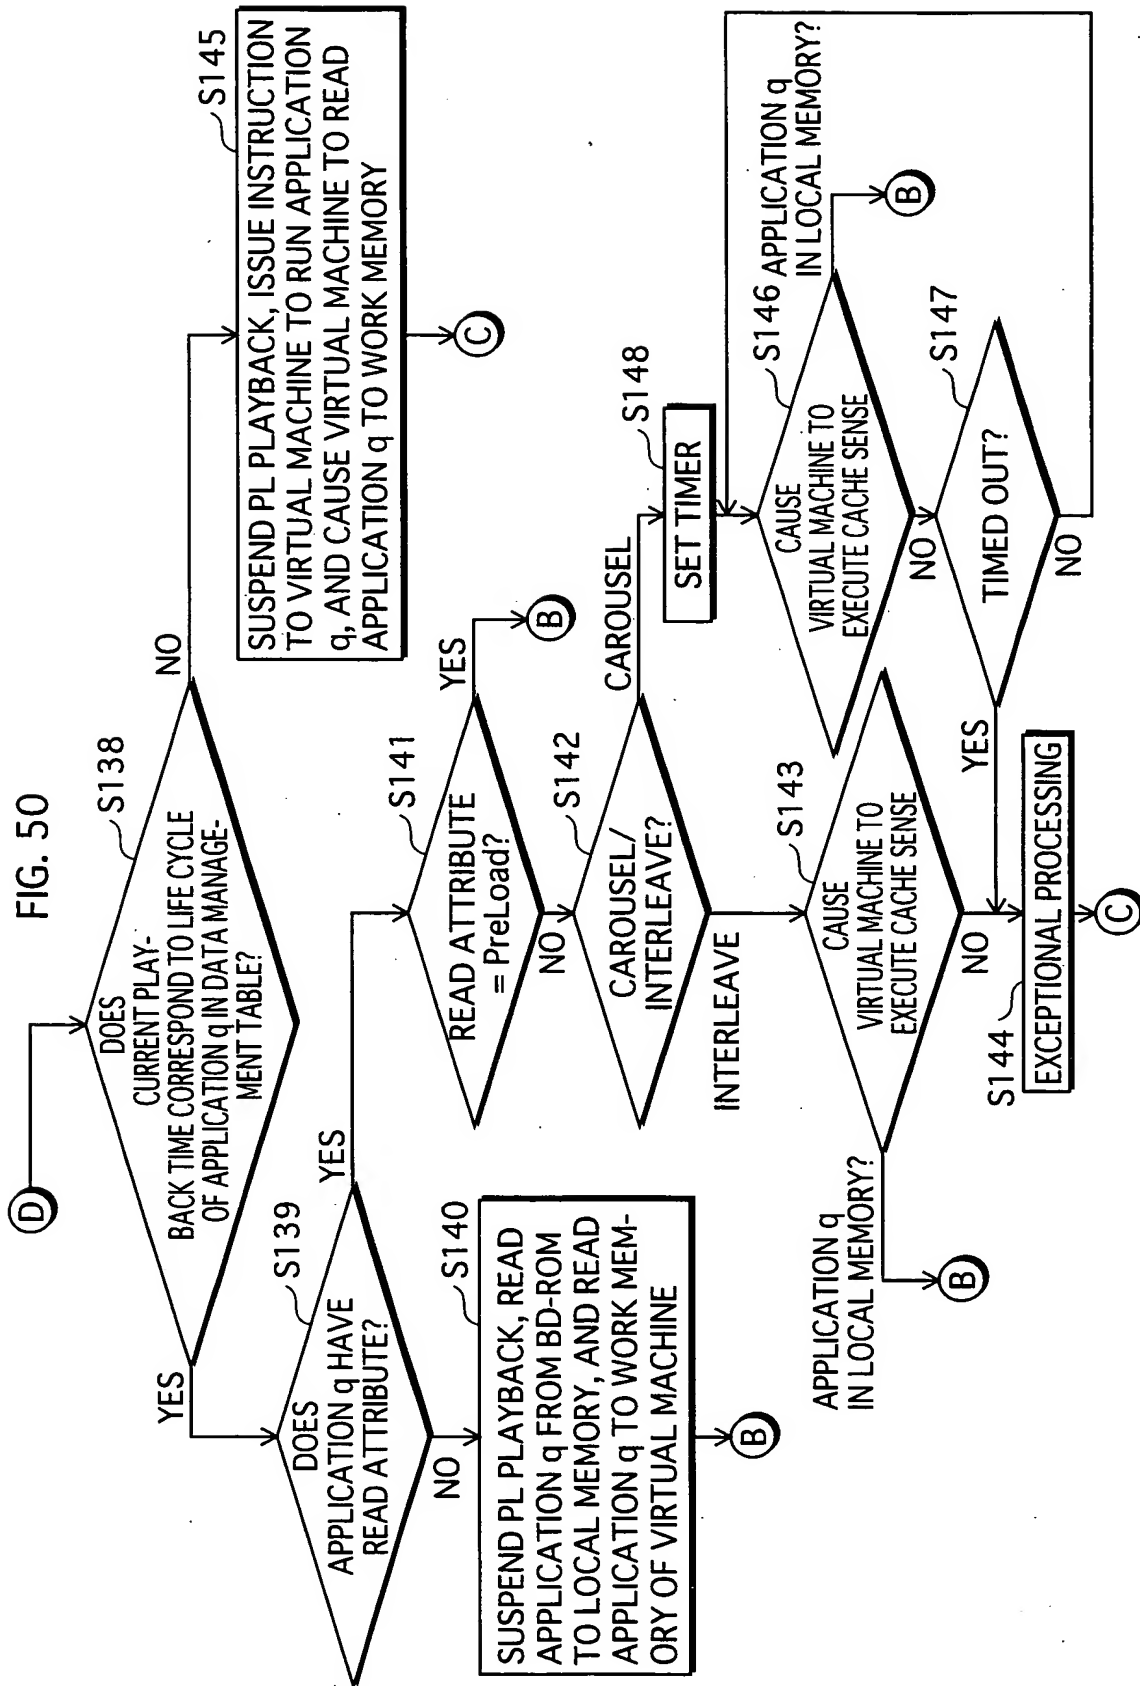 FIG. 50
D
S138
DOES
CURRENT PLAY-
BACK TIME CORRESPOND TO LIFE CYCLE
OF APPLICATION q IN DATA MANAGE-
MENT TABLE?
YES
NO
S145
SUSPEND PL PLAYBACK, ISSUE INSTRUCTION
TO VIRTUAL MACHINE TO RUN APPLICATION
q, AND CAUSE VIRTUAL MACHINE TO READ
APPLICATION q TO WORK MEMORY
C
S139
DOES
APPLICATION q HAVE
READ ATTRIBUTE?
YES
NO
S140
SUSPEND PL PLAYBACK, READ
APPLICATION q FROM BD-ROM
TO LOCAL MEMORY, AND READ
APPLICATION q TO WORK MEM-
ORY OF VIRTUAL MACHINE
B
S141
READ ATTRIBUTE
= PreLoad?
YES
B
NO
S142
CAROUSEL/
INTERLEAVE?
CAROUSEL
INTERLEAVE
S148
SET TIMER
S143
CAUSE
VIRTUAL MACHINE TO
EXECUTE CACHE SENSE
APPLICATION q
IN LOCAL MEMORY?
B
NO
S146
CAUSE
VIRTUAL MACHINE TO
EXECUTE CACHE SENSE
APPLICATION q
IN LOCAL MEMORY?
B
NO
S147
TIMED OUT?
YES
NO
S144
EXCEPTIONAL PROCESSING
C